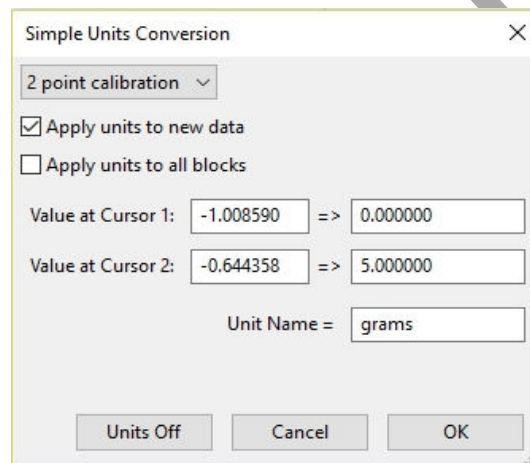 Simple Units Conversion
2 point calibration
Apply units to new data
Apply units to all blocks
Value at Cursor 1: -1.008590 => 0.000000
Value at Cursor 2: -0.644358 => 5.000000
Unit Name = grams
Units Off Cancel OK